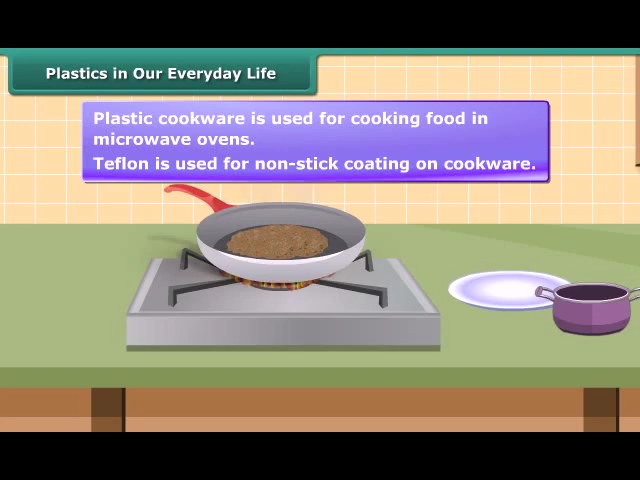 Plastics in Our Everyday Life
Plastic cookware is used for cooking food in
microwave ovens.
Teflon is used for non-stick coating on cookware.